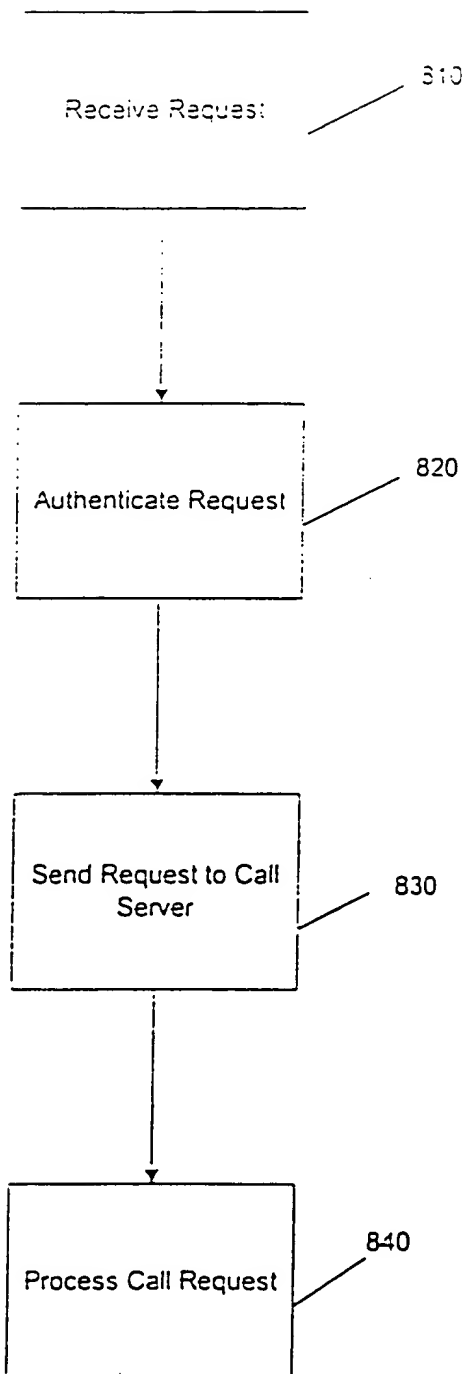 Receive Request
810
Authenticate Request
820
Send Request to Call
Server
830
Process Call Request
840